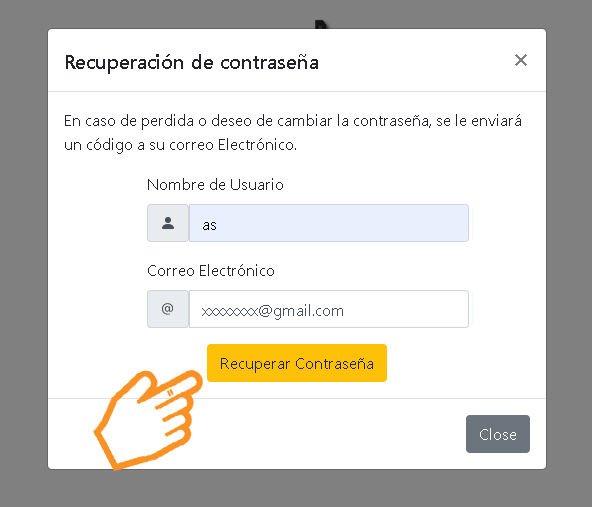 Recuperación de contraseña
×
En caso de perdida o deseo de cambiar la contraseña, se le enviará
un código a su correo Electrónico.
Nombre de Usuario
as
Correo Electrónico
@ xxxxxxxx@gmail.com
Recuperar Contraseña
Close